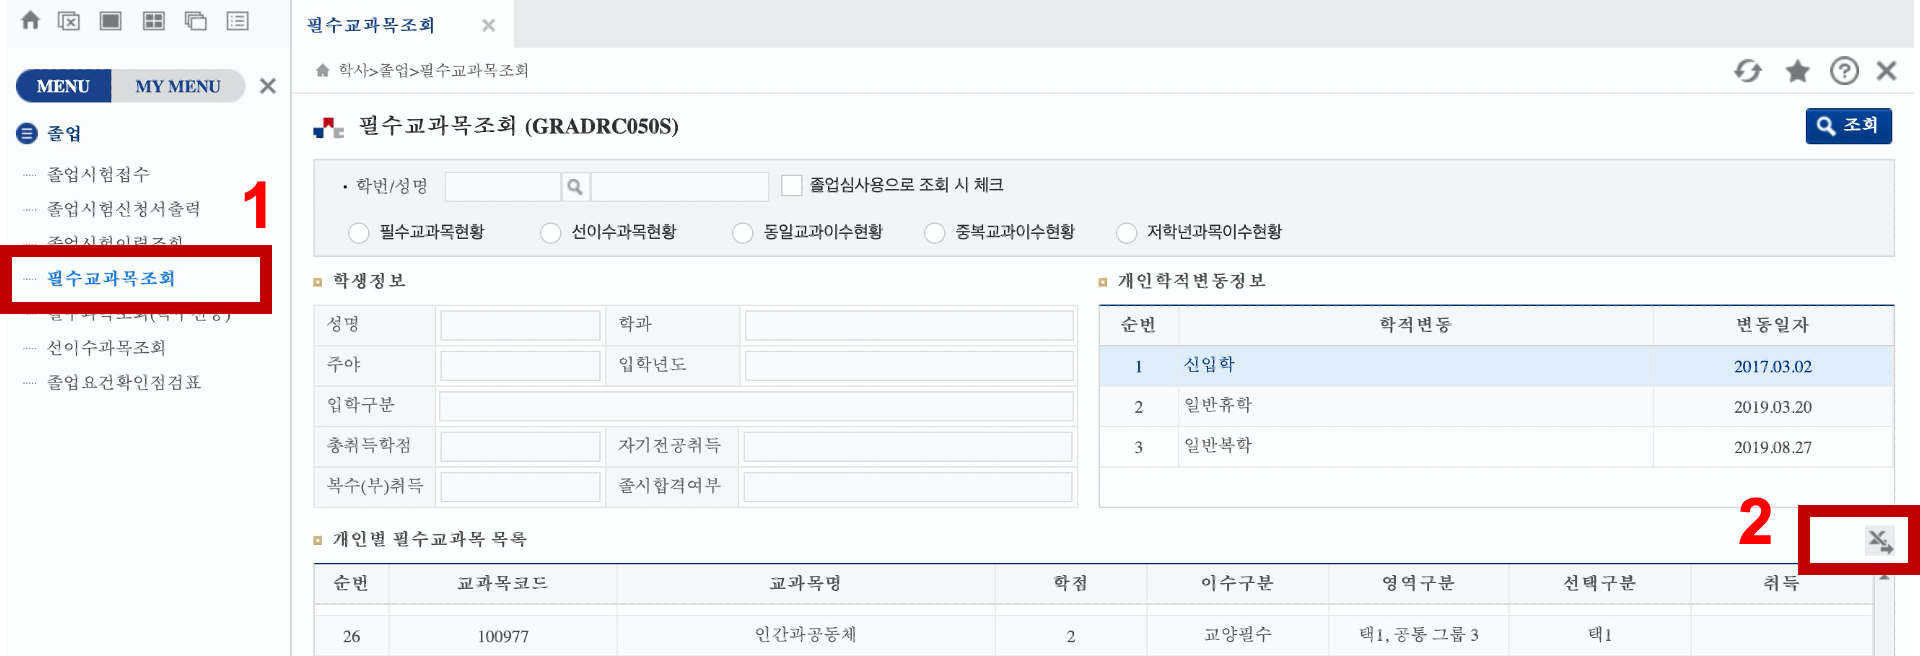 필수교과목조회
학사>졸업>필수교과목조회
MENU MY MENU
졸업
졸업시험접수
졸업시험신청서출력
졸업시험이력조회
필수교과목조회
선이수과목조회
졸업요건확인점검표
1
필수교과목조회 (GRADRC050S)
조회
학번/성명 졸업심사용으로 조회 시 체크
필수교과목현황 선이수과목현황 동일교과이수현황 중복교과이수현황 저학년과목이수현황
학생정보
성명 학과
주야 입학년도
입학구분
총취득학점 자기전공취득
복수(부)취득 졸시합격여부
개인학적변동정보
순번 학적변동 변동일자
1 신입학 2017.03.02
2 일반휴학 2019.03.20
3 일반복학 2019.08.27
2
개인별 필수교과목 목록
순번 교과목코드 교과목명 학점 이수구분 영역구분 선택구분 취득
26 100977 인간과공동체 2 교양필수 택1, 공통 그룹 3 택1